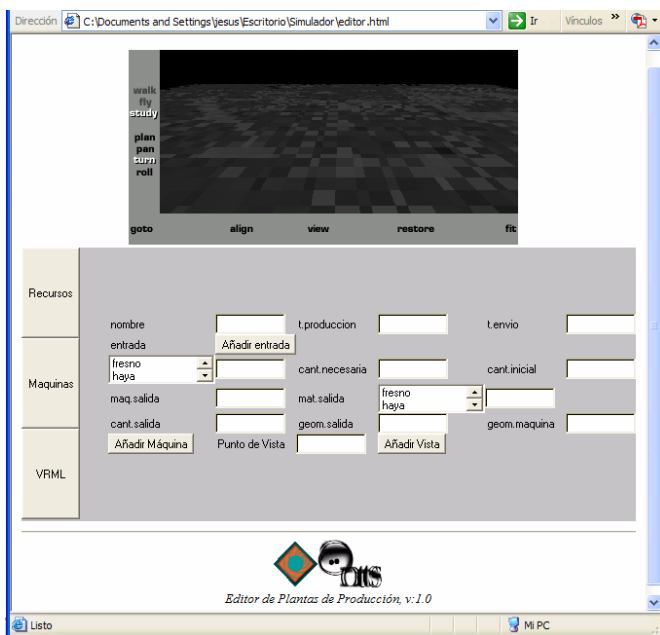 Dirección C:\Documents and Settings\jesus\Escritorio\Simulador\editor.html Ir Vínculos »
walk
fly
study
plan
pan
turn
roll
goto align view restore fit
Recursos
Maquinas
VRML
nombre t.produccion t.envio
entrada Añadir entrada
fresno
haya
cant.necesaria cant.inicial
maq.salida mat.salida
fresno
haya
cant.salida geom.salida geom.maquina
Añadir Máquina Punto de Vista Añadir Vista
Editor de Plantas de Producción, v:1.0
Listo Mi PC